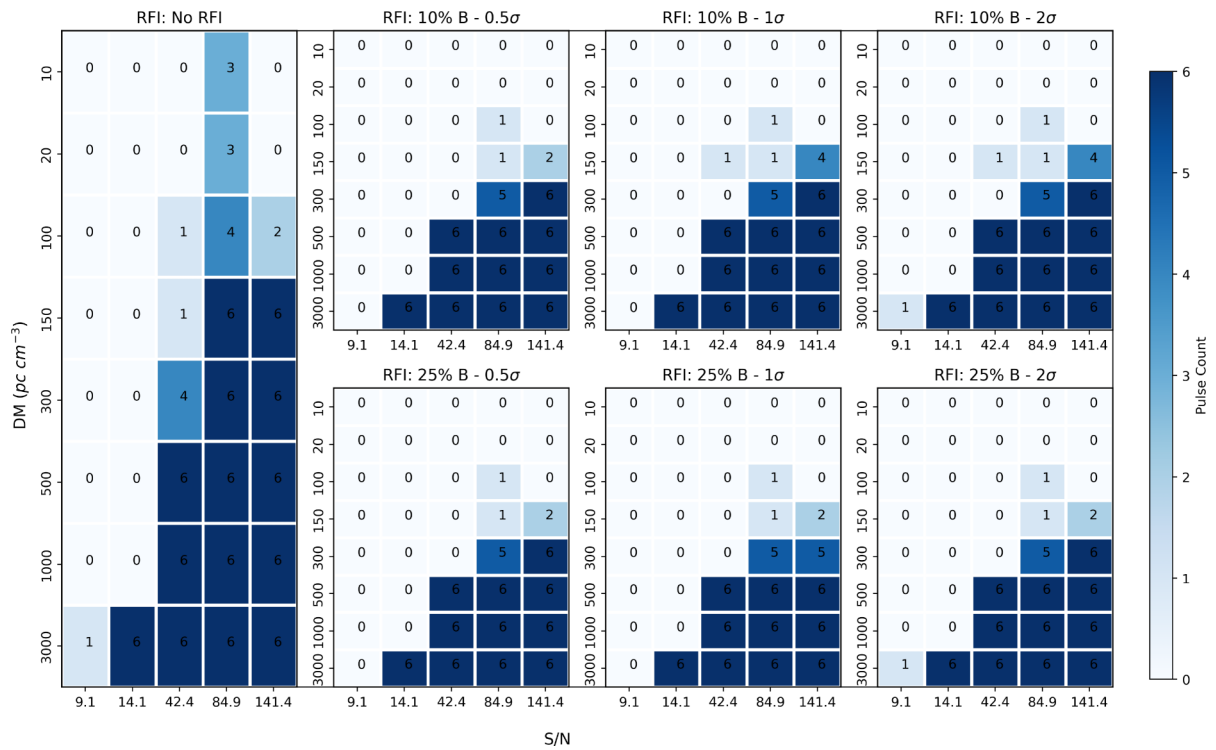 RFI: No RFI
DM (pc cm⁻³)
10 0 0 0 3 0
20 0 0 0 3 0
100 0 0 1 4 2
150 0 0 1 6 6
300 0 0 4 6 6
500 0 0 6 6 6
1000 0 0 6 6 6
3000 1 6 6 6 6
9.1 14.1 42.4 84.9 141.4
RFI: 10% B - 0.5σ
10 0 0 0 0 0
20 0 0 0 0 0
100 0 0 0 1 0
150 0 0 0 1 2
300 0 0 0 5 6
500 0 0 6 6 6
1000 0 0 6 6 6
3000 0 6 6 6 6
9.1 14.1 42.4 84.9 141.4
RFI: 10% B - 1σ
10 0 0 0 0 0
20 0 0 0 0 0
100 0 0 0 1 0
150 0 0 1 1 4
300 0 0 0 5 6
500 0 0 6 6 6
1000 0 0 6 6 6
3000 0 6 6 6 6
9.1 14.1 42.4 84.9 141.4
RFI: 10% B - 2σ
10 0 0 0 0 0
20 0 0 0 0 0
100 0 0 0 1 0
150 0 0 1 1 4
300 0 0 0 5 6
500 0 0 6 6 6
1000 0 0 6 6 6
3000 1 6 6 6 6
9.1 14.1 42.4 84.9 141.4
RFI: 25% B - 0.5σ
10 0 0 0 0 0
20 0 0 0 0 0
100 0 0 0 1 0
150 0 0 0 1 2
300 0 0 0 5 6
500 0 0 6 6 6
1000 0 0 6 6 6
3000 0 6 6 6 6
9.1 14.1 42.4 84.9 141.4
RFI: 25% B - 1σ
10 0 0 0 0 0
20 0 0 0 0 0
100 0 0 0 1 0
150 0 0 0 1 2
300 0 0 0 5 5
500 0 0 6 6 6
1000 0 0 6 6 6
3000 0 6 6 6 6
9.1 14.1 42.4 84.9 141.4
RFI: 25% B - 2σ
10 0 0 0 0 0
20 0 0 0 0 0
100 0 0 0 1 0
150 0 0 0 1 2
300 0 0 0 5 6
500 0 0 6 6 6
1000 0 0 6 6 6
3000 1 6 6 6 6
9.1 14.1 42.4 84.9 141.4
S/N
6
5
4
3
2
1
0
Pulse Count